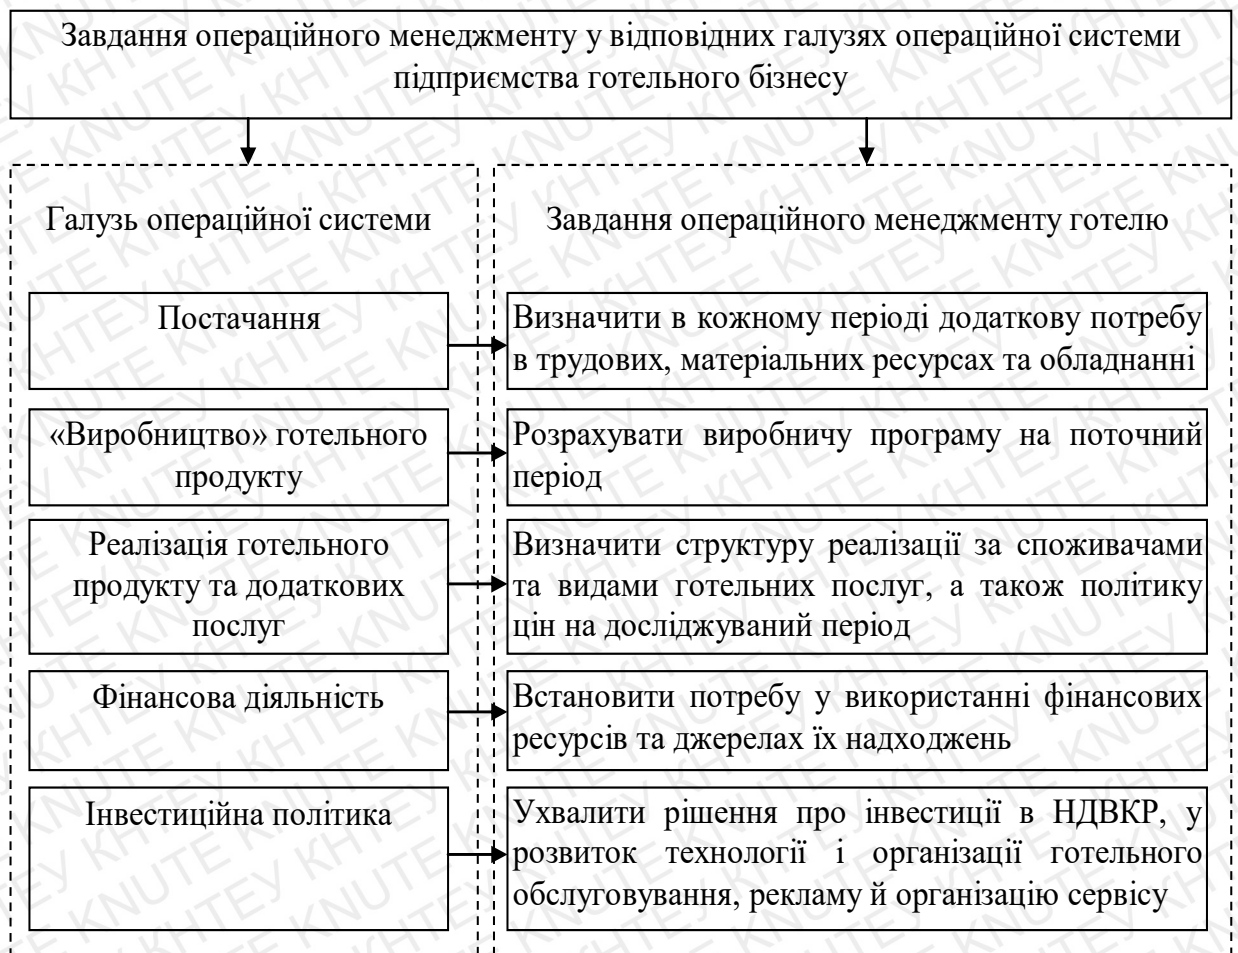 Завдання операційного менеджменту у відповідних галузях операційної системи
підприємства готельного бізнесу
Галузь операційної системи
Завдання операційного менеджменту готелю
Постачання
Визначити в кожному періоді додаткову потребу
в трудових, матеріальних ресурсах та обладнанні
«Виробництво» готельного
продукту
Розрахувати виробничу програму на поточний
період
Реалізація готельного
продукту та додаткових
послуг
Визначити структуру реалізації за споживачами
та видами готельних послуг, а також політику
цін на досліджуваний період
Фінансова діяльність
Встановити потребу у використанні фінансових
ресурсів та джерелах їх надходжень
Інвестиційна політика
Ухвалити рішення про інвестиції в НДВКР, у
розвиток технології і організації готельного
обслуговування, рекламу й організацію сервісу